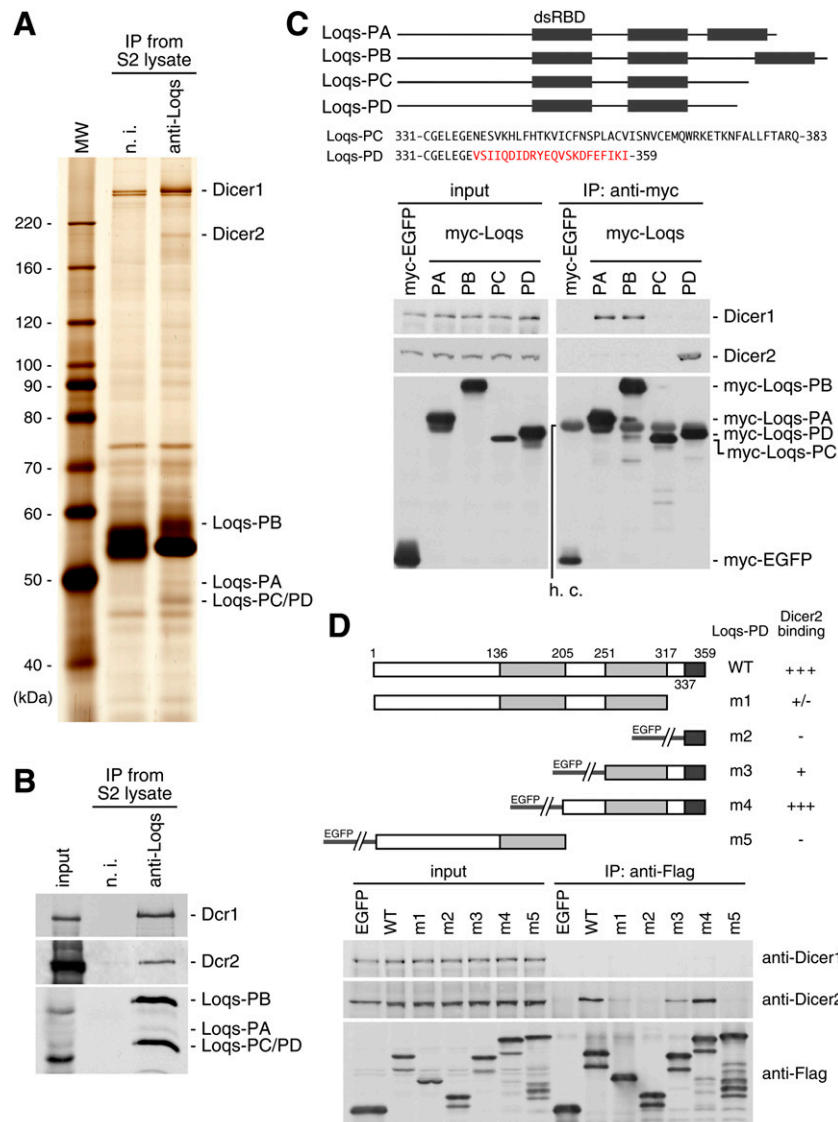 A
IP from
S2 lysate
MW
n. i.
anti-Loqs
Dicer1
220 -
Dicer2
160 -
120 -
100 -
90 -
80 -
70 -
60 -
Loqs-PB
50 -
Loqs-PA
Loqs-PC/PD
40 -
(kDa)
B
IP from
S2 lysate
input
n. i.
anti-Loqs
Dcr1
Dcr2
Loqs-PB
Loqs-PA
Loqs-PC/PD
C
dsRBD
Loqs-PA
Loqs-PB
Loqs-PC
Loqs-PD
Loqs-PC 331-CGELEGENESVKHLFHTKVICFNSPLACVISNVCEMQWRKETKNFALLFTARQ-383
Loqs-PD 331-CGELEGEVSIIQDIDRYEQVSKDFEFIKI-359
input IP: anti-myc
myc-EGFP myc-Loqs myc-EGFP myc-Loqs
PA PB PC PD PA PB PC PD
- Dicer1
- Dicer2
- myc-Loqs-PB
- myc-Loqs-PA
- myc-Loqs-PD
myc-Loqs-PC
- myc-EGFP
h. c.
D
Loqs-PD Dicer2 binding
1 136 205 251 317 359
337
WT +++
m1 +/-
EGFP m2 -
EGFP m3 +
EGFP m4 +++
EGFP m5 -
input IP: anti-Flag
EGFP WT m1 m2 m3 m4 m5 EGFP WT m1 m2 m3 m4 m5
anti-Dicer1
anti-Dicer2
anti-Flag